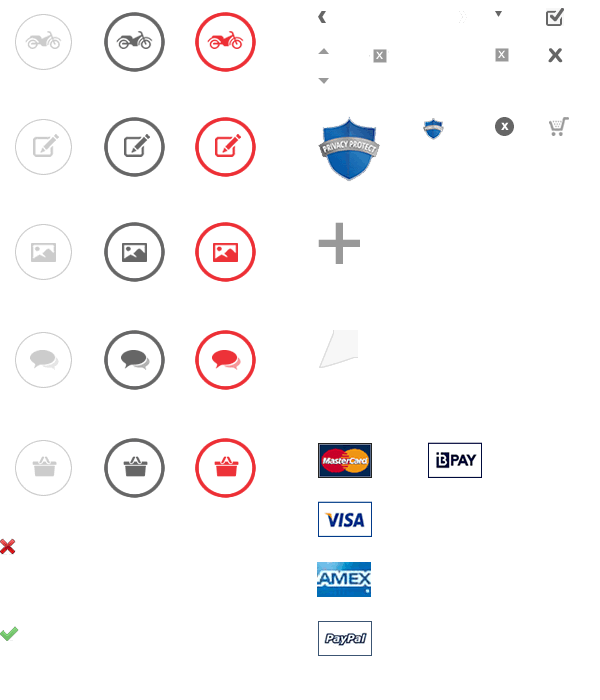 X
X
PRIVACY PROTECT
X
MasterCard
BPAY
VISA
AMEX
PayPal